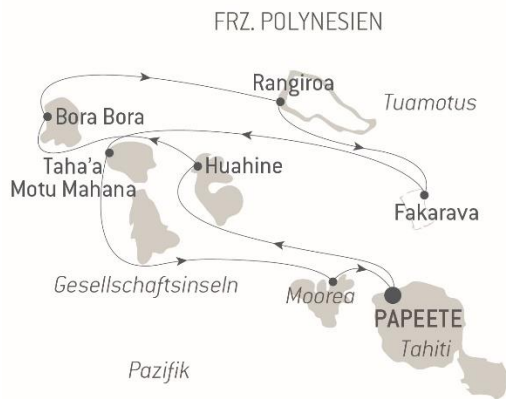 FRZ. POLYNESIEN
Rangiroa
Tuamotus
Bora Bora
Taha'a
Motu Mahana
Huahine
Fakarava
Gesellschaftsinseln
Moorea
PAPEETE
Tahiti
Pazifik